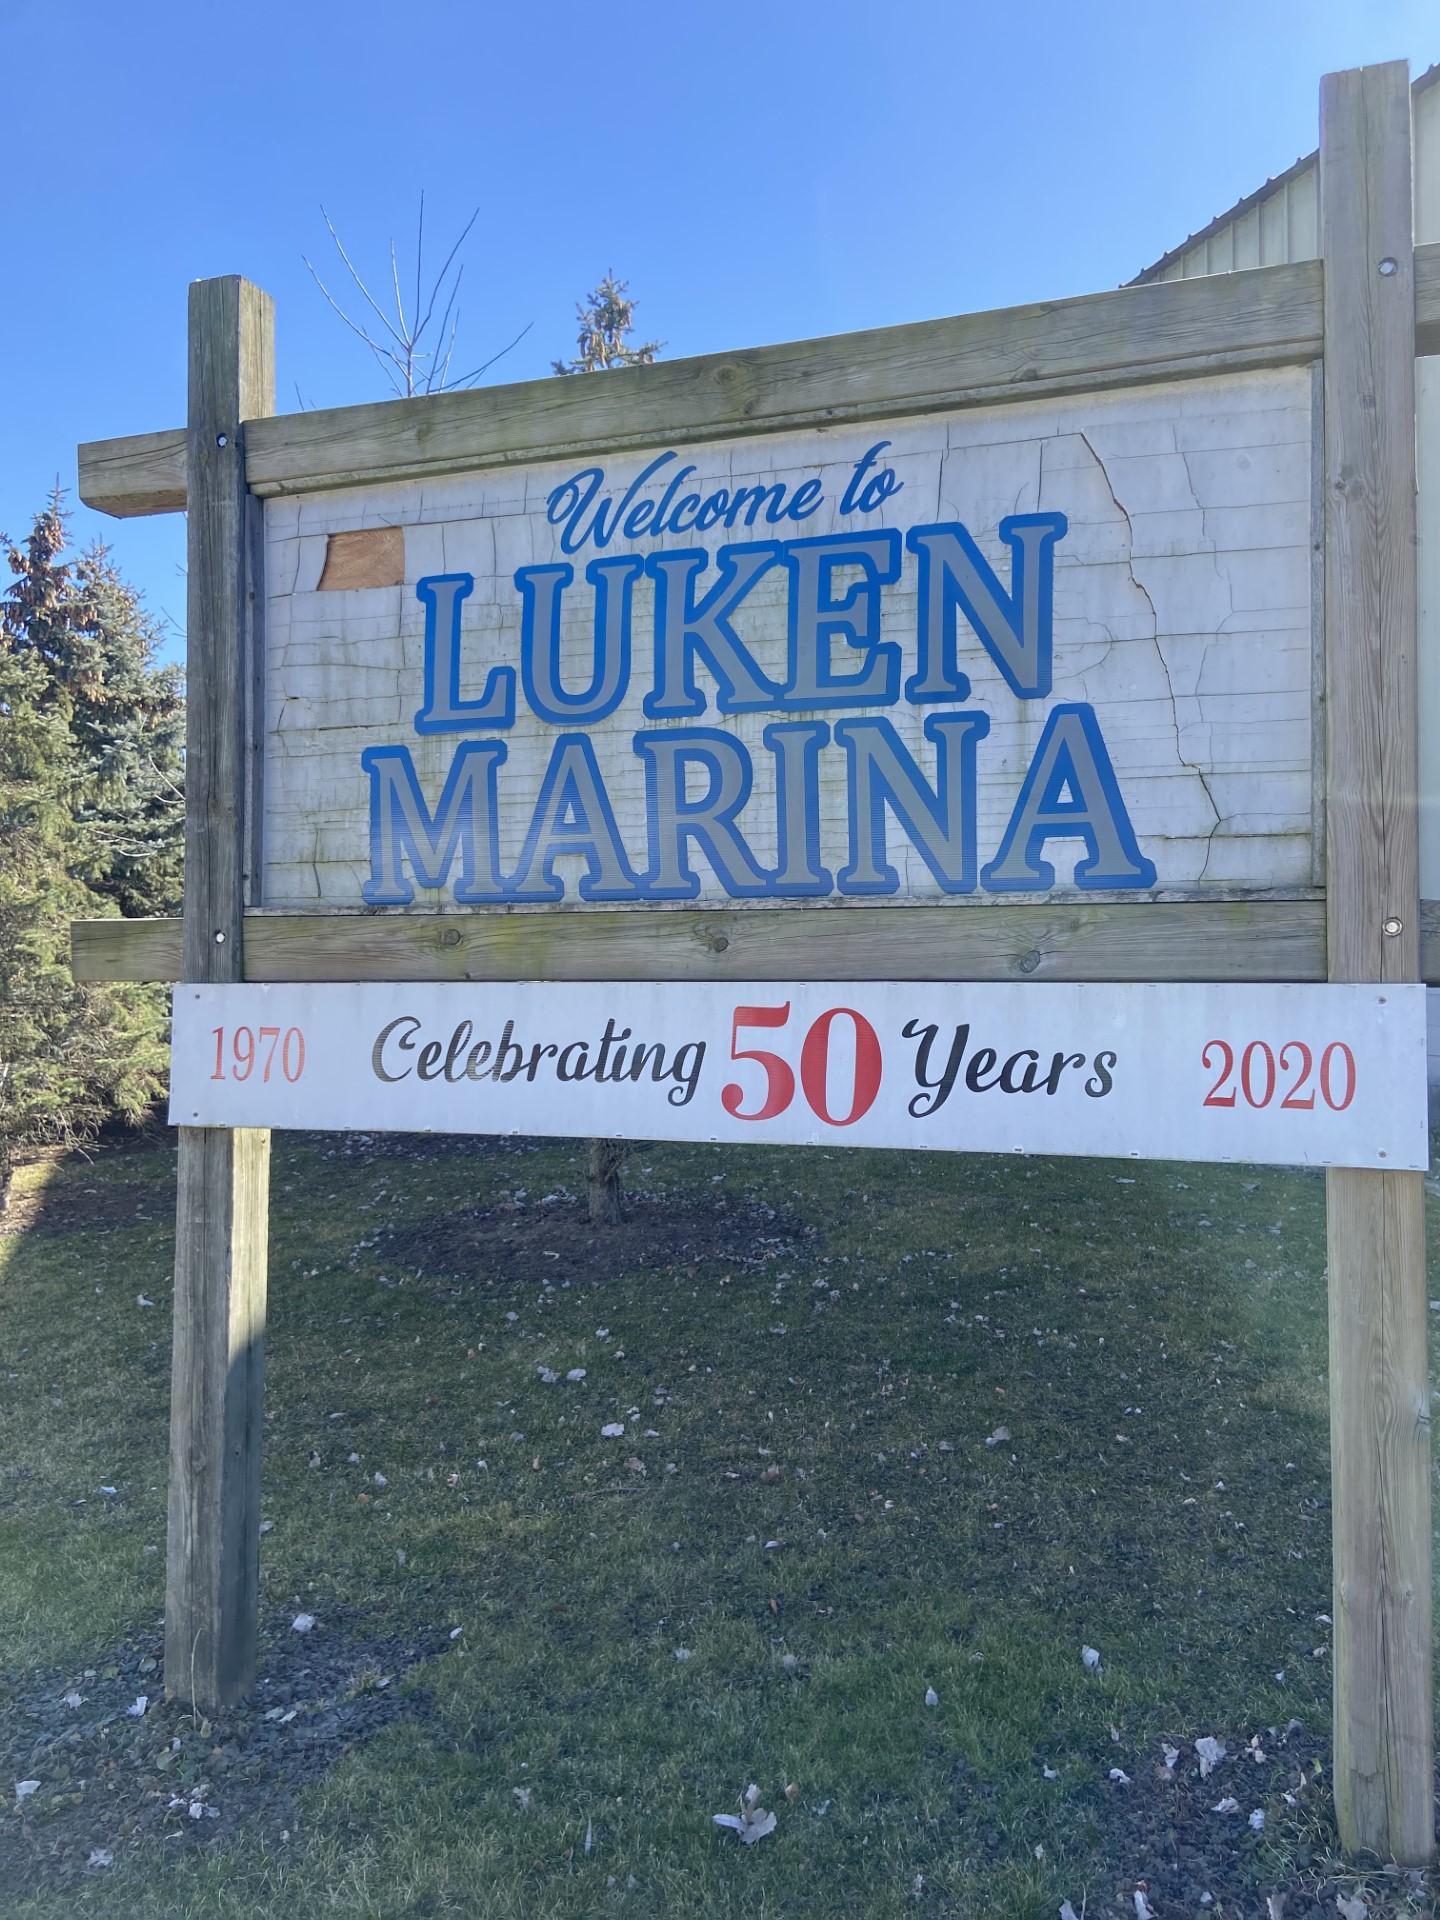 Welcome to
LUKEN
MARINA
1970 Celebrating 50 Years 2020